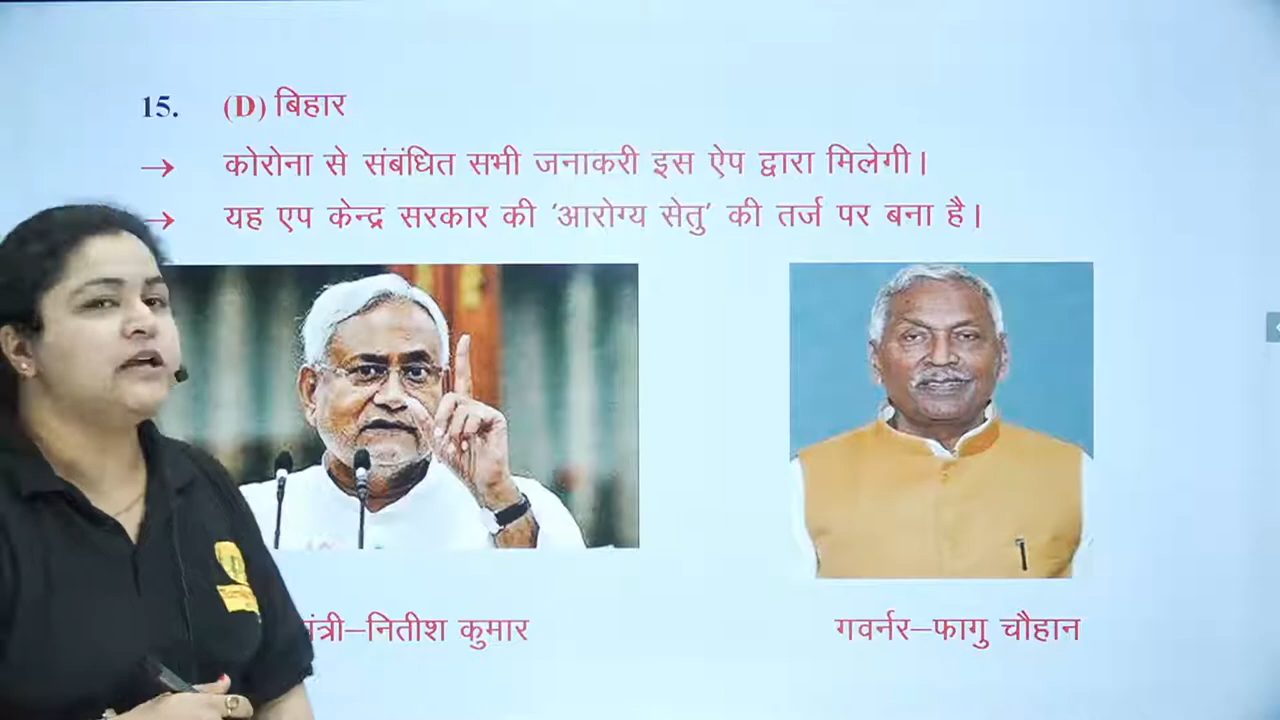 15. (D) बिहार
→ कोरोना से संबंधित सभी जनाकरी इस ऐप द्वारा मिलेगी।
→ यह एप केन्द्र सरकार की ‘आरोग्य सेतु’ की तर्ज पर बना है।
नितीश कुमार
गवर्नर–फागु चौहान